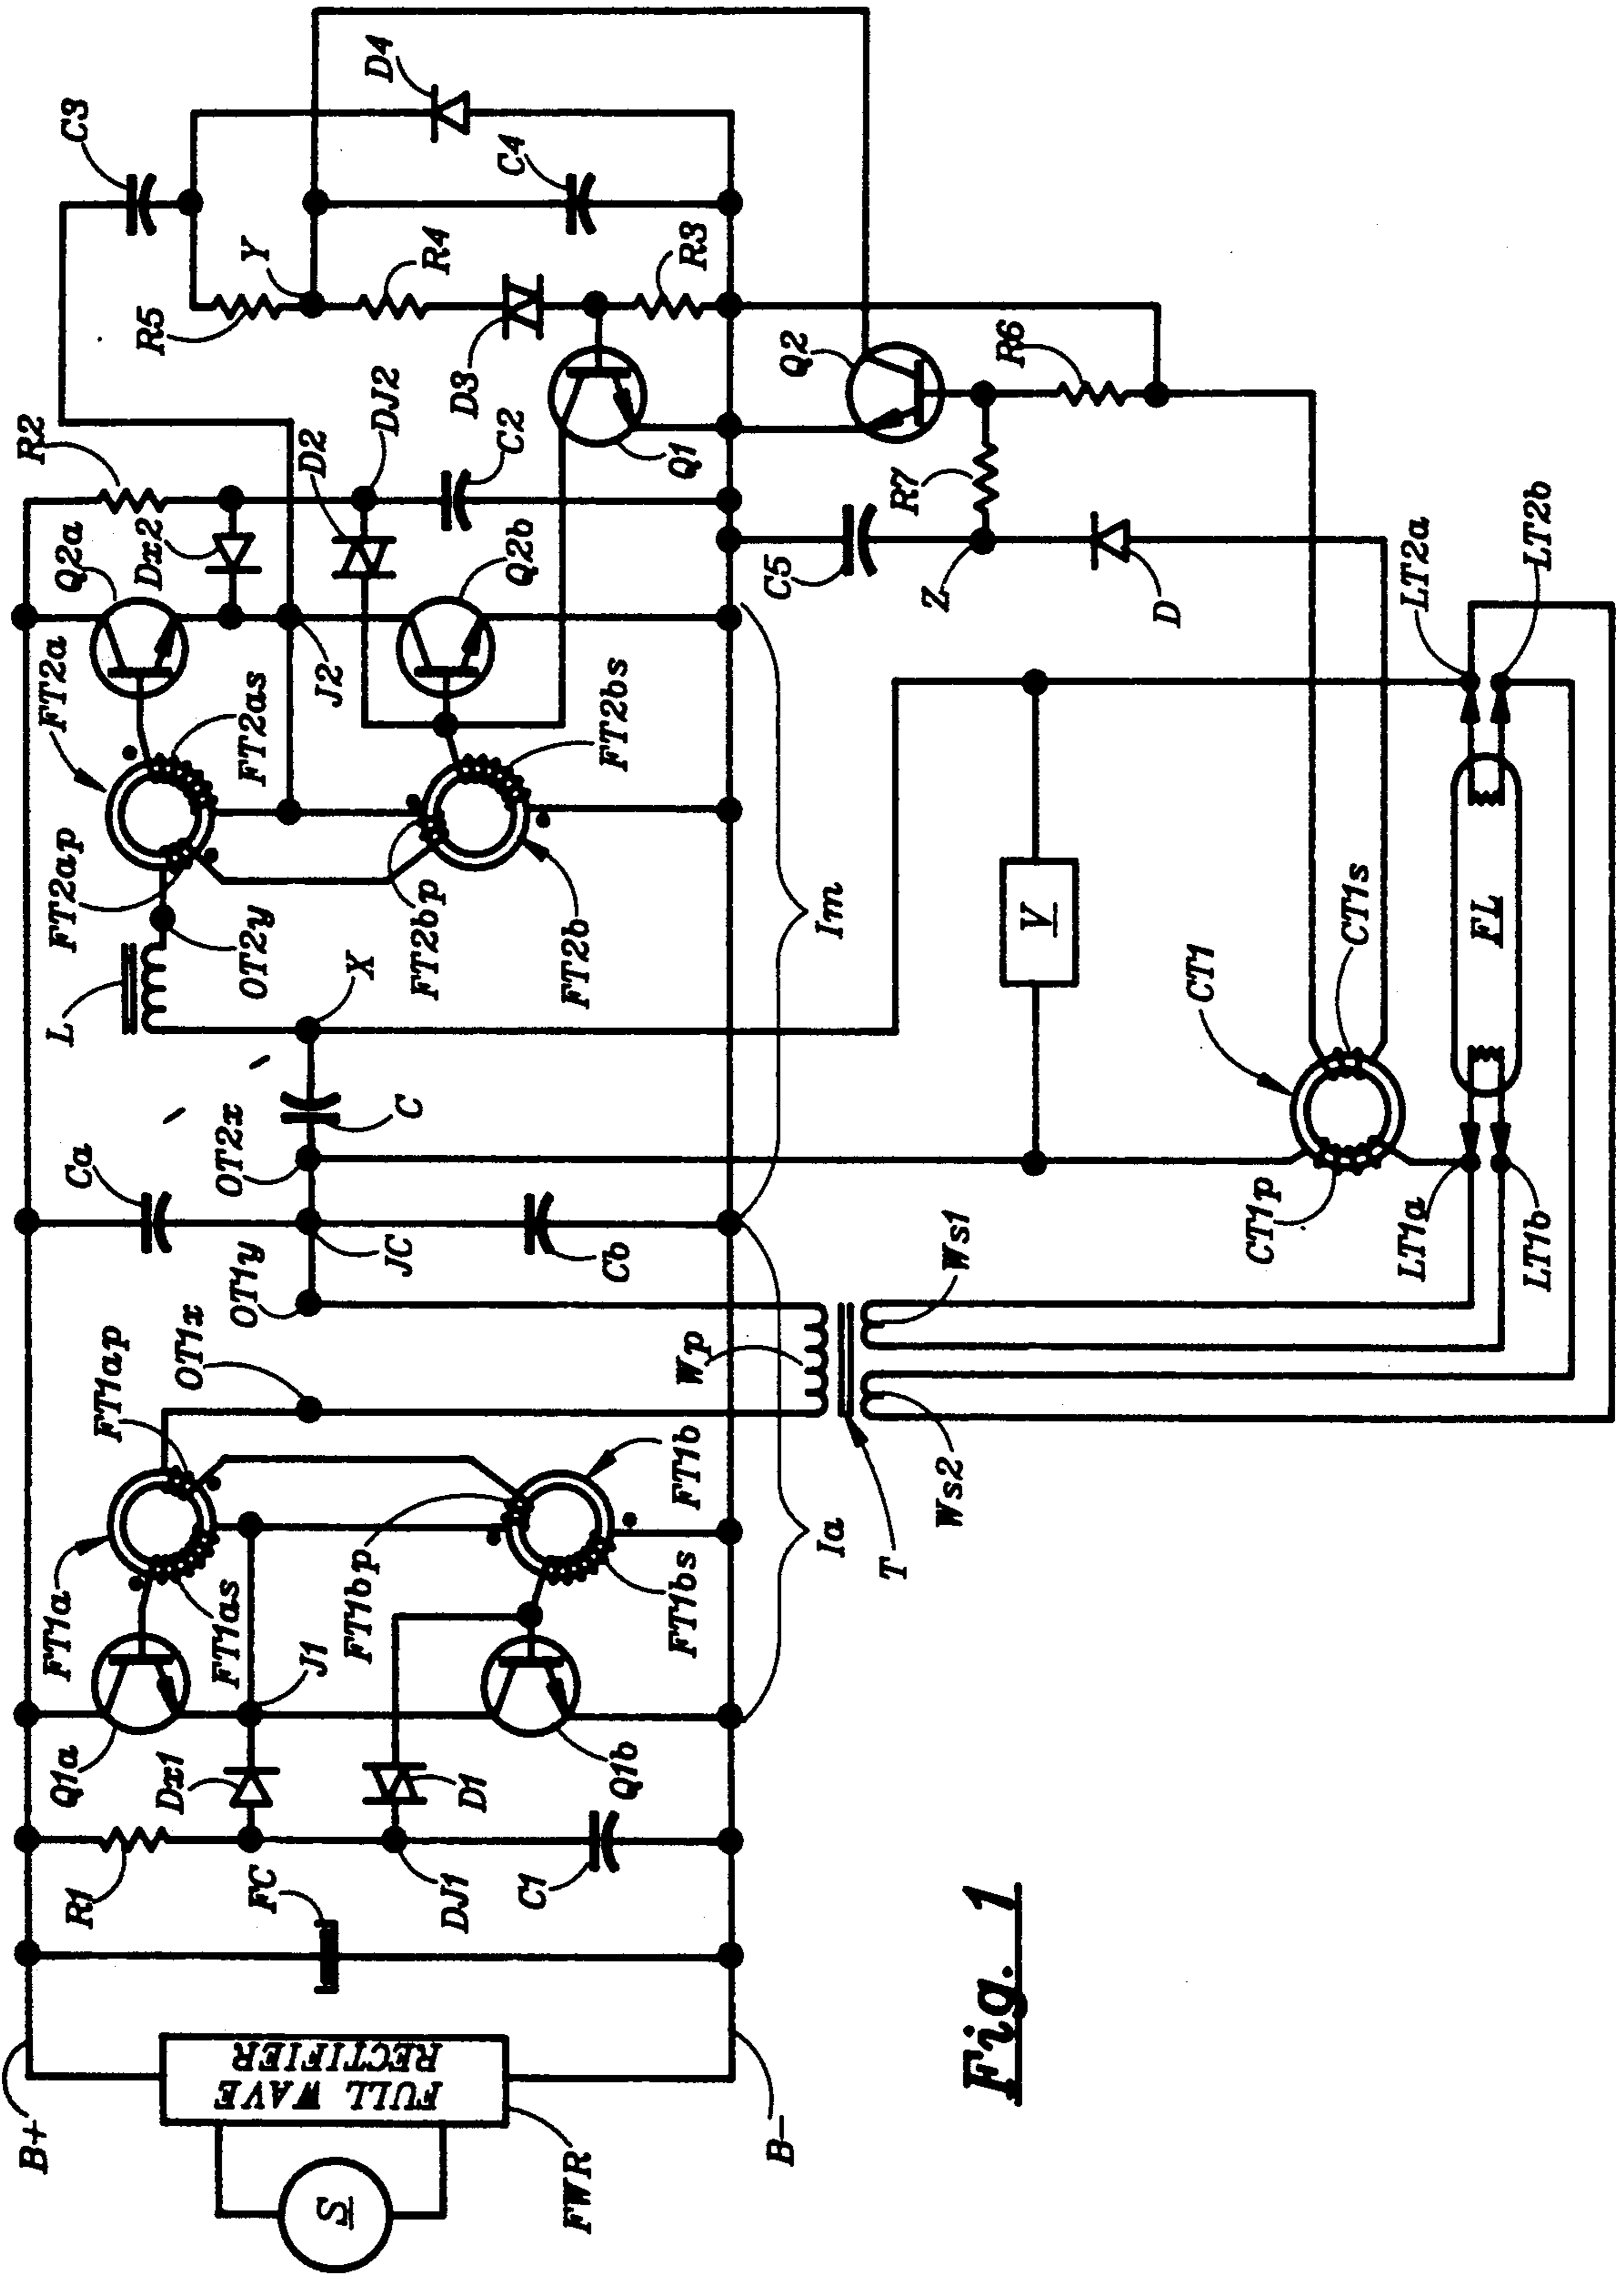 B+
S
FWR
FULL WAVE
RECTIFIER
B-
FC
R1
DJ1
C1
Dx1
D1
Q1a
Q1b
J1
FT1a
FT1as
FT1ap
FT1bp
FT1bs
FT1b
OT1x
OT1y
Ia
T
Wp
Ws1
Ws2
Ca
JC
Cb
OT2x
C
X
L
OT2y
FT2ap
FT2a
FT2as
FT2bp
FT2b
FT2bs
Im
J2
Q2a
Dx2
Q2b
R2
D2
DJ2
C2
Q1
D3
R3
R4
R5
Y
C3
C4
D4
Q2
R6
R7
C5
Z
D
V
CT1
CT1s
CT1p
FL
LT1a
LT1b
LT2a
LT2b
Fig. 1